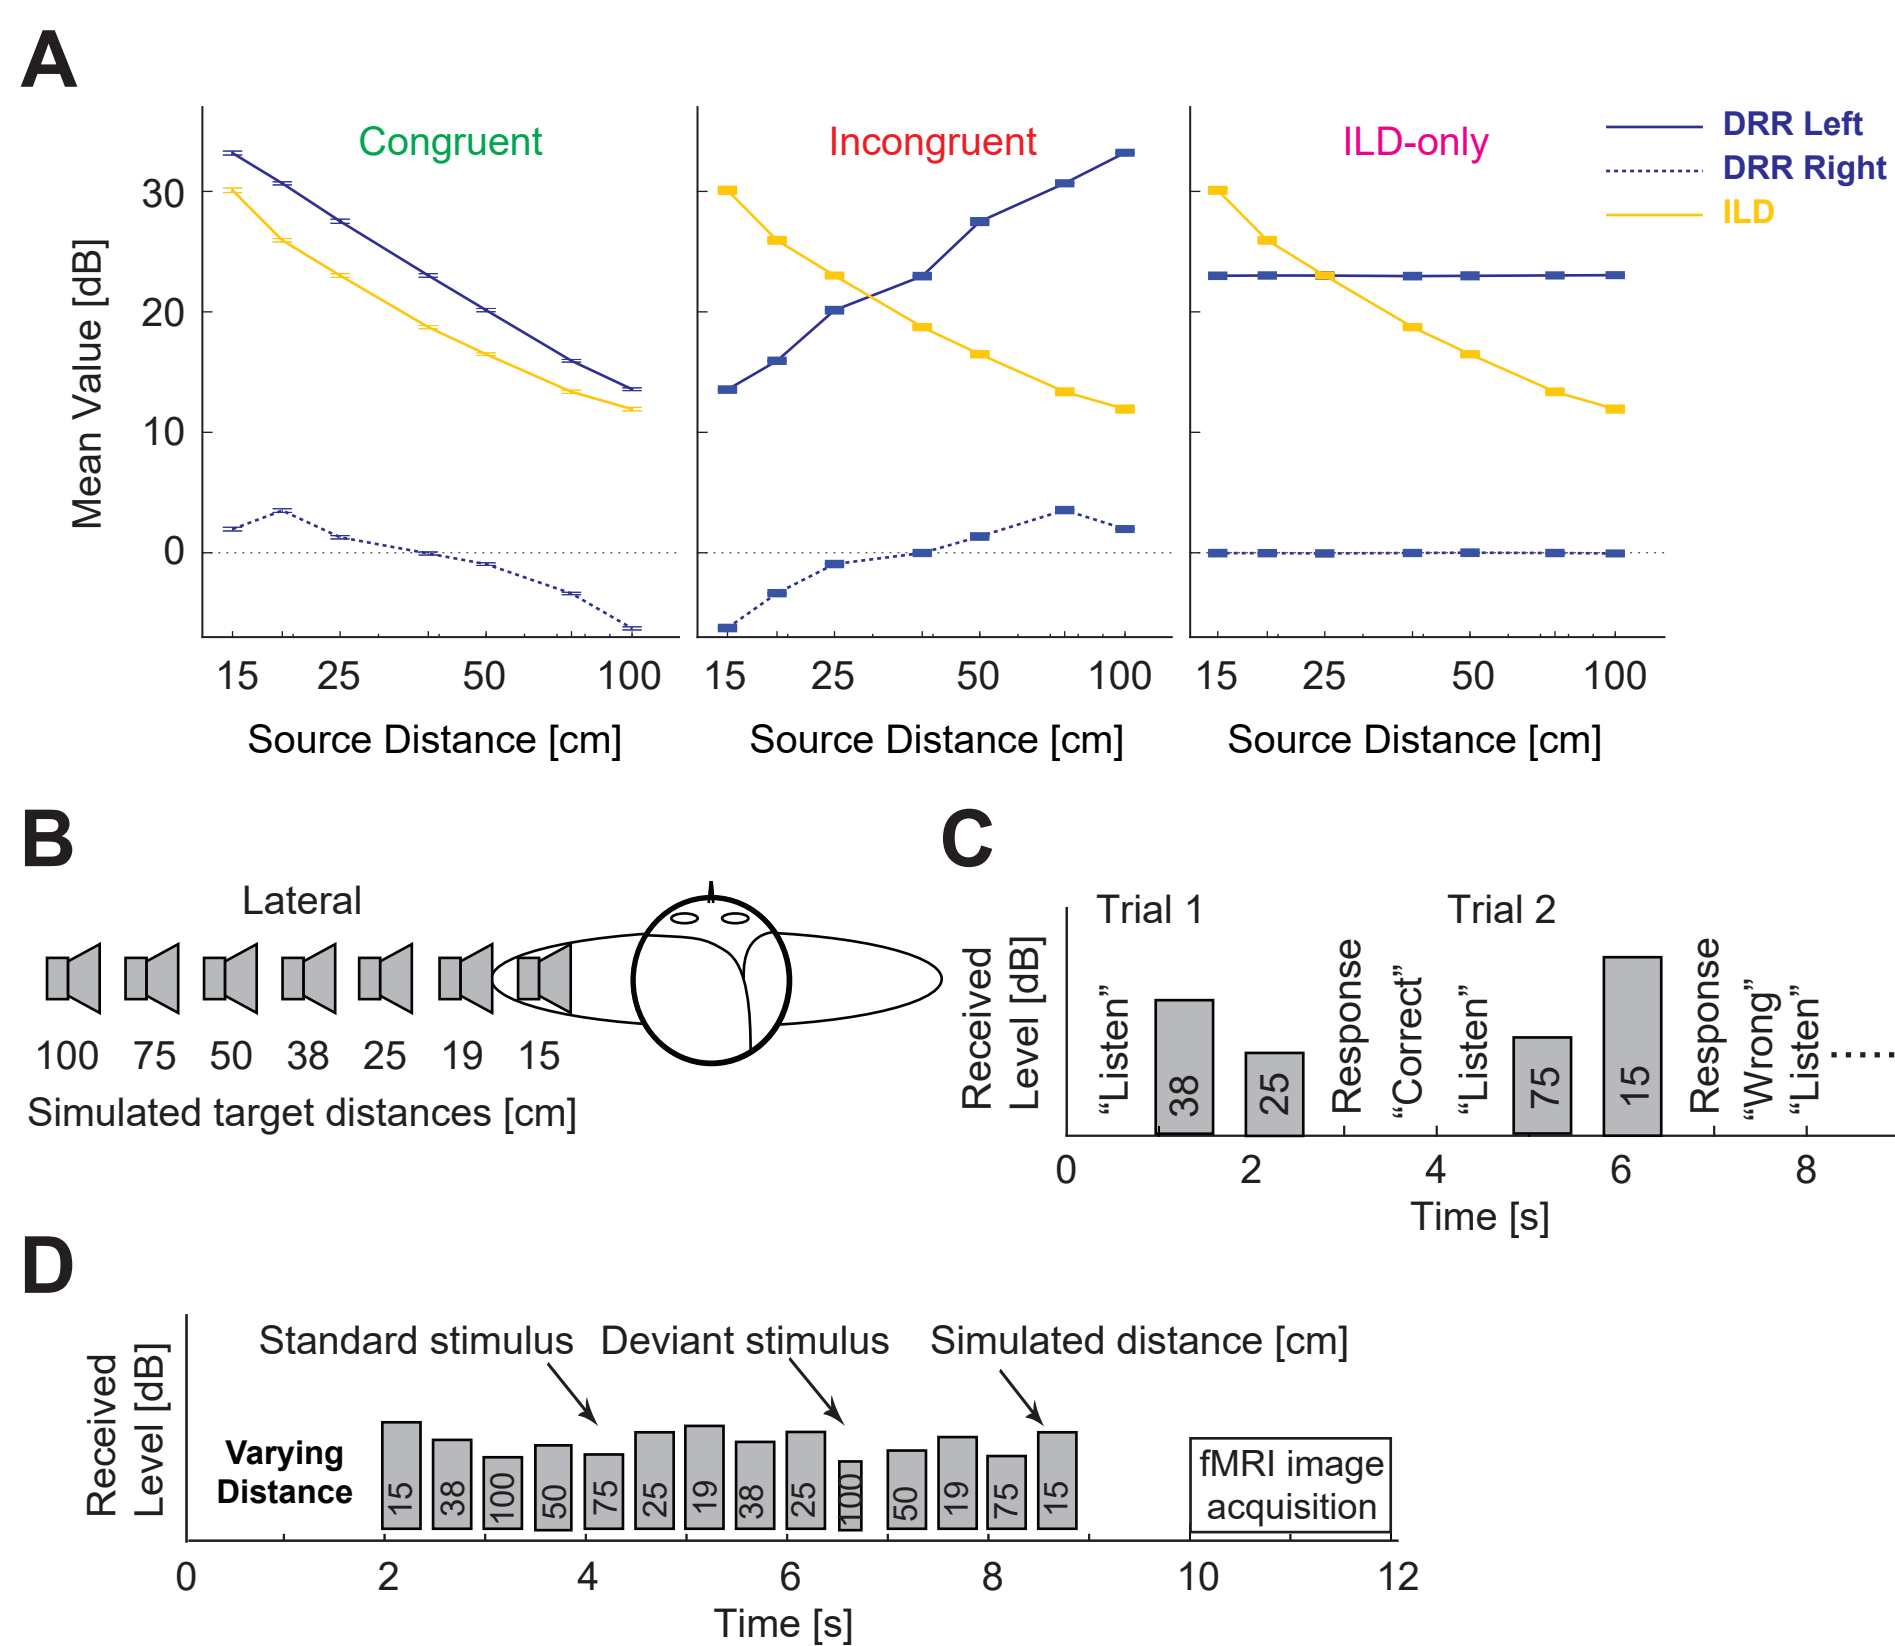 A
Congruent
Incongruent
ILD-only
DRR Left
DRR Right
ILD
Mean Value [dB]
30
20
10
0
15 25 50 100
15 25 50 100
15 25 50 100
Source Distance [cm]
Source Distance [cm]
Source Distance [cm]
B
Lateral
100 75 50 38 25 19 15
Simulated target distances [cm]
C
Received
Level [dB]
Trial 1
Trial 2
“Listen”
38
25
Response
“Correct”
“Listen”
75
15
Response
“Wrong”
“Listen”
......
0 2 4 6 8
Time [s]
D
Received
Level [dB]
Standard stimulus
Deviant stimulus
Simulated distance [cm]
Varying
Distance
15 38 100 50 75 25 19 38 25 100 50 19 75 15
fMRI image
acquisition
0 2 4 6 8 10 12
Time [s]